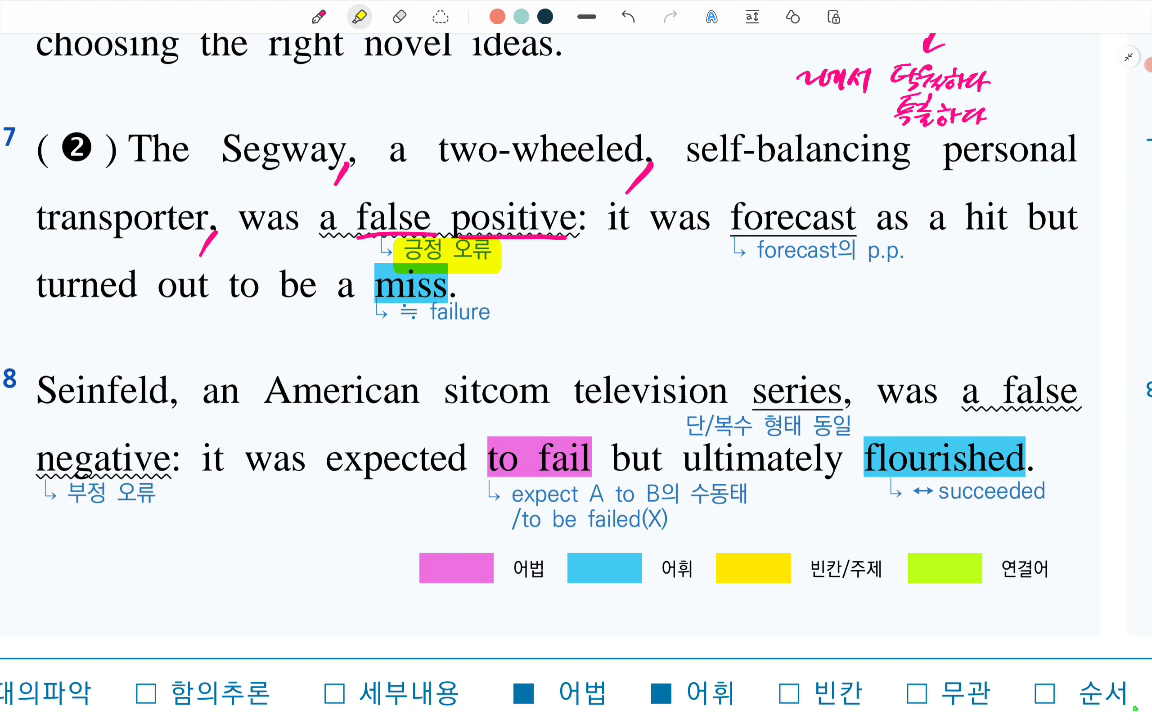 choosing the right novel ideas.
~에서 탁월하다
특출하다
7 ( ❷ ) The Segway, a two-wheeled, self-balancing personal
transporter, was a false positive: it was forecast as a hit but
↳ 긍정 오류 ↳ forecast의 p.p.
turned out to be a miss.
↳ ≒ failure
8 Seinfeld, an American sitcom television series, was a false
단/복수 형태 동일
negative: it was expected to fail but ultimately flourished.
↳ 부정 오류 ↳ expect A to B의 수동태 ↳ ↔ succeeded
/to be failed(X)
어법 어휘 빈칸/주제 연결어
대의파악 □ 함의추론 □ 세부내용 ■ 어법 ■ 어휘 □ 빈칸 □ 무관 □ 순서